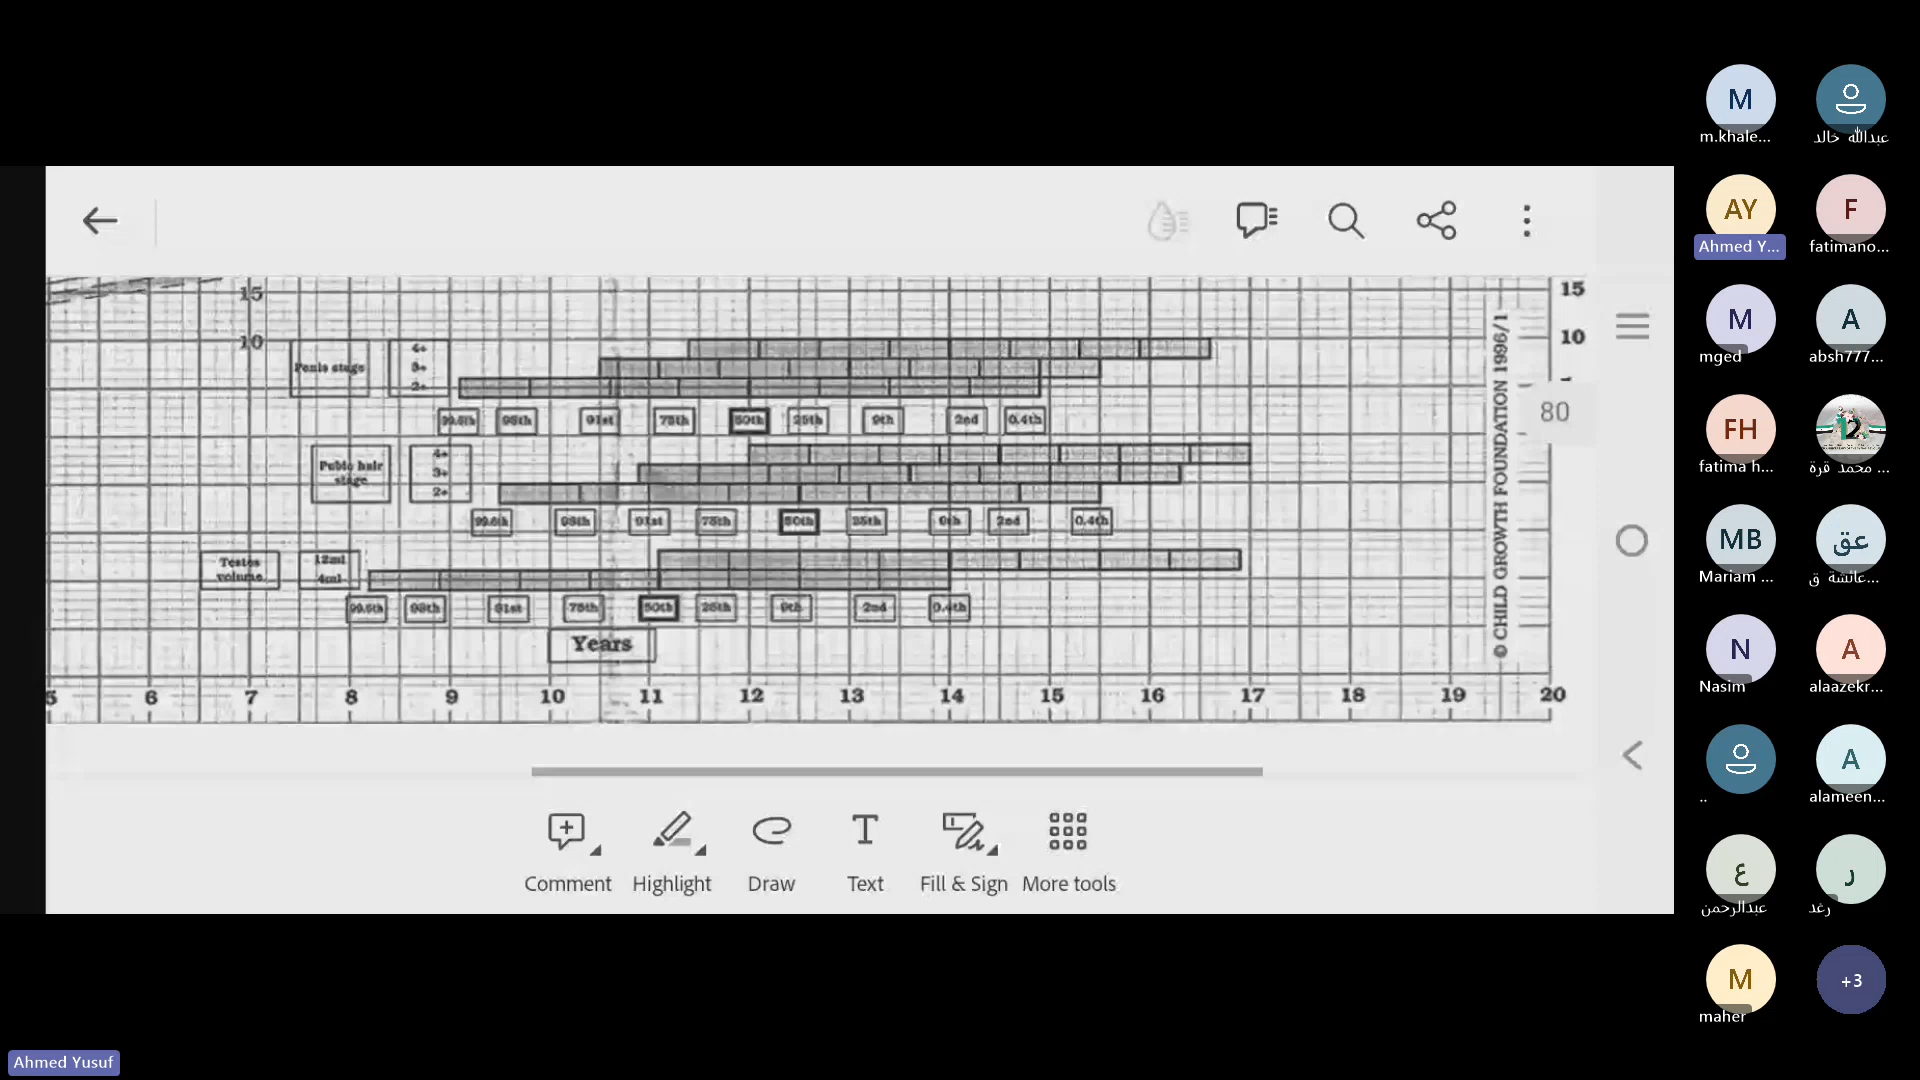 15
15
10
10
Penis stage
4+
3+
2+
99.6th
98th
91st
75th
50th
25th
9th
2nd
0.4th
80
Pubic hair
stage
4+
3+
2+
99.6th
98th
91st
75th
50th
25th
9th
2nd
0.4th
Testes
volume
12ml
4ml
99.6th
98th
91st
75th
50th
25th
9th
2nd
0.4th
Years
5 6 7 8 9 10 11 12 13 14 15 16 17 18 19 20
© CHILD GROWTH FOUNDATION 1996/1
Comment
Highlight
Draw
Text
Fill & Sign
More tools
M
m.khale...
عبدالله خالد
AY
Ahmed Y...
F
fatimano...
M
mged
A
absh777...
FH
fatima h...
محمد قرة ...
MB
Mariam ...
عق
عائشة ق...
N
Nasim
A
alaazekr...
..
A
alameen...
ع
عبدالرحمن
ر
رغد
M
maher
+3
Ahmed Yusuf